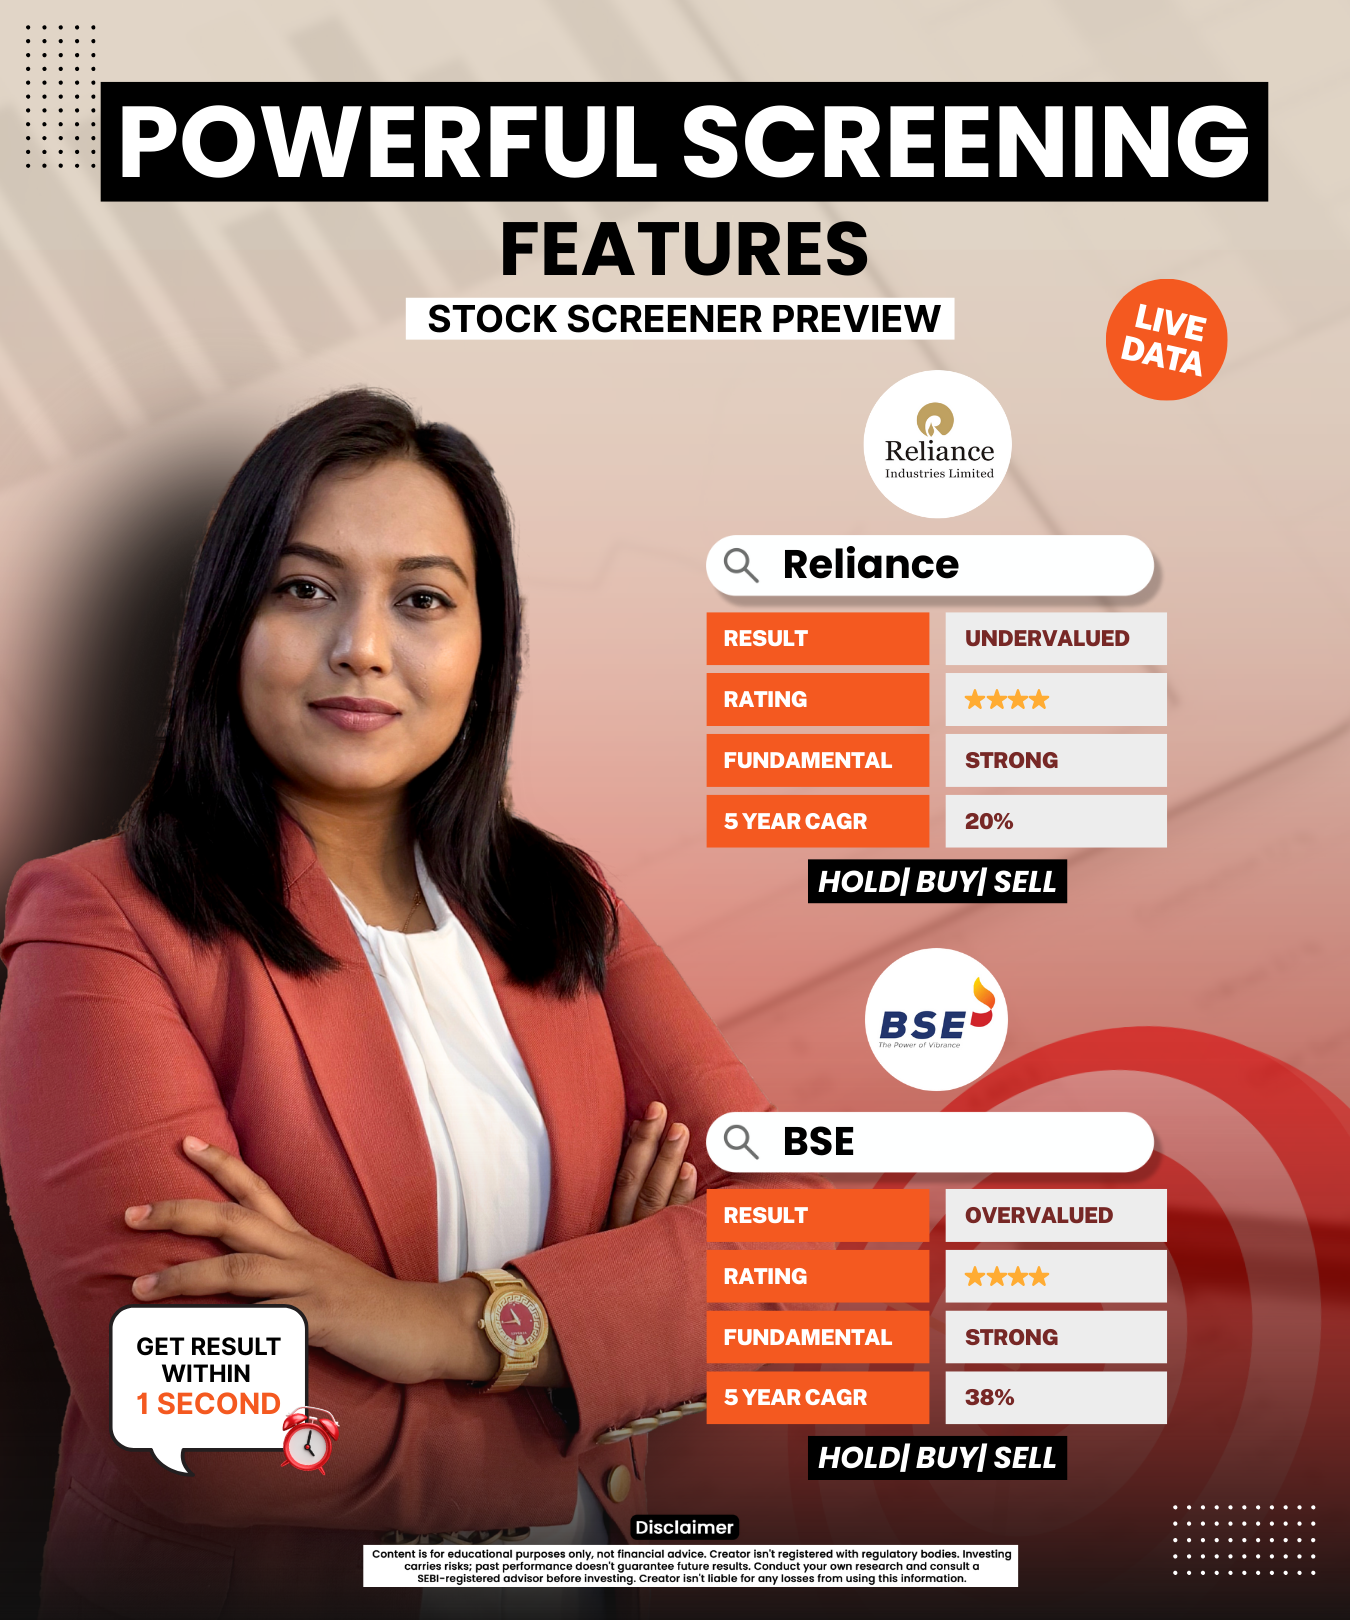 POWERFUL SCREENING
FEATURES
STOCK SCREENER PREVIEW
LIVE
DATA
Reliance
Industries Limited
Reliance
RESULT UNDERVALUED
RATING
FUNDAMENTAL STRONG
5 YEAR CAGR 20%
HOLD| BUY| SELL
BSE
The Power of Vibrance
BSE
RESULT OVERVALUED
RATING
FUNDAMENTAL STRONG
5 YEAR CAGR 38%
HOLD| BUY| SELL
GET RESULT
WITHIN
1 SECOND
Disclaimer
Content is for educational purposes only, not financial advice. Creator isn't registered with regulatory bodies. Investing
carries risks; past performance doesn't guarantee future results. Conduct your own research and consult a
SEBI-registered advisor before investing. Creator isn't liable for any losses from using this information.